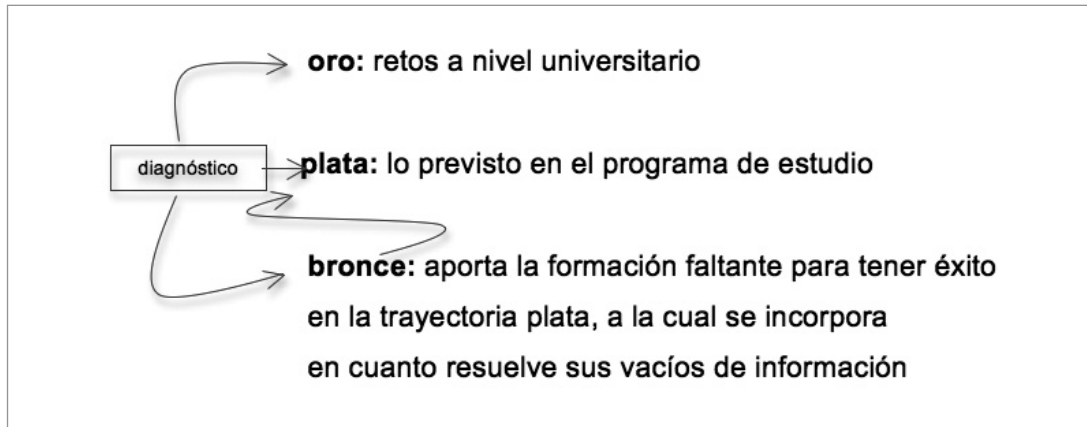 oro: retos a nivel universitario
diagnóstico
plata: lo previsto en el programa de estudio
bronce: aporta la formación faltante para tener éxito
en la trayectoria plata, a la cual se incorpora
en cuanto resuelve sus vacíos de información